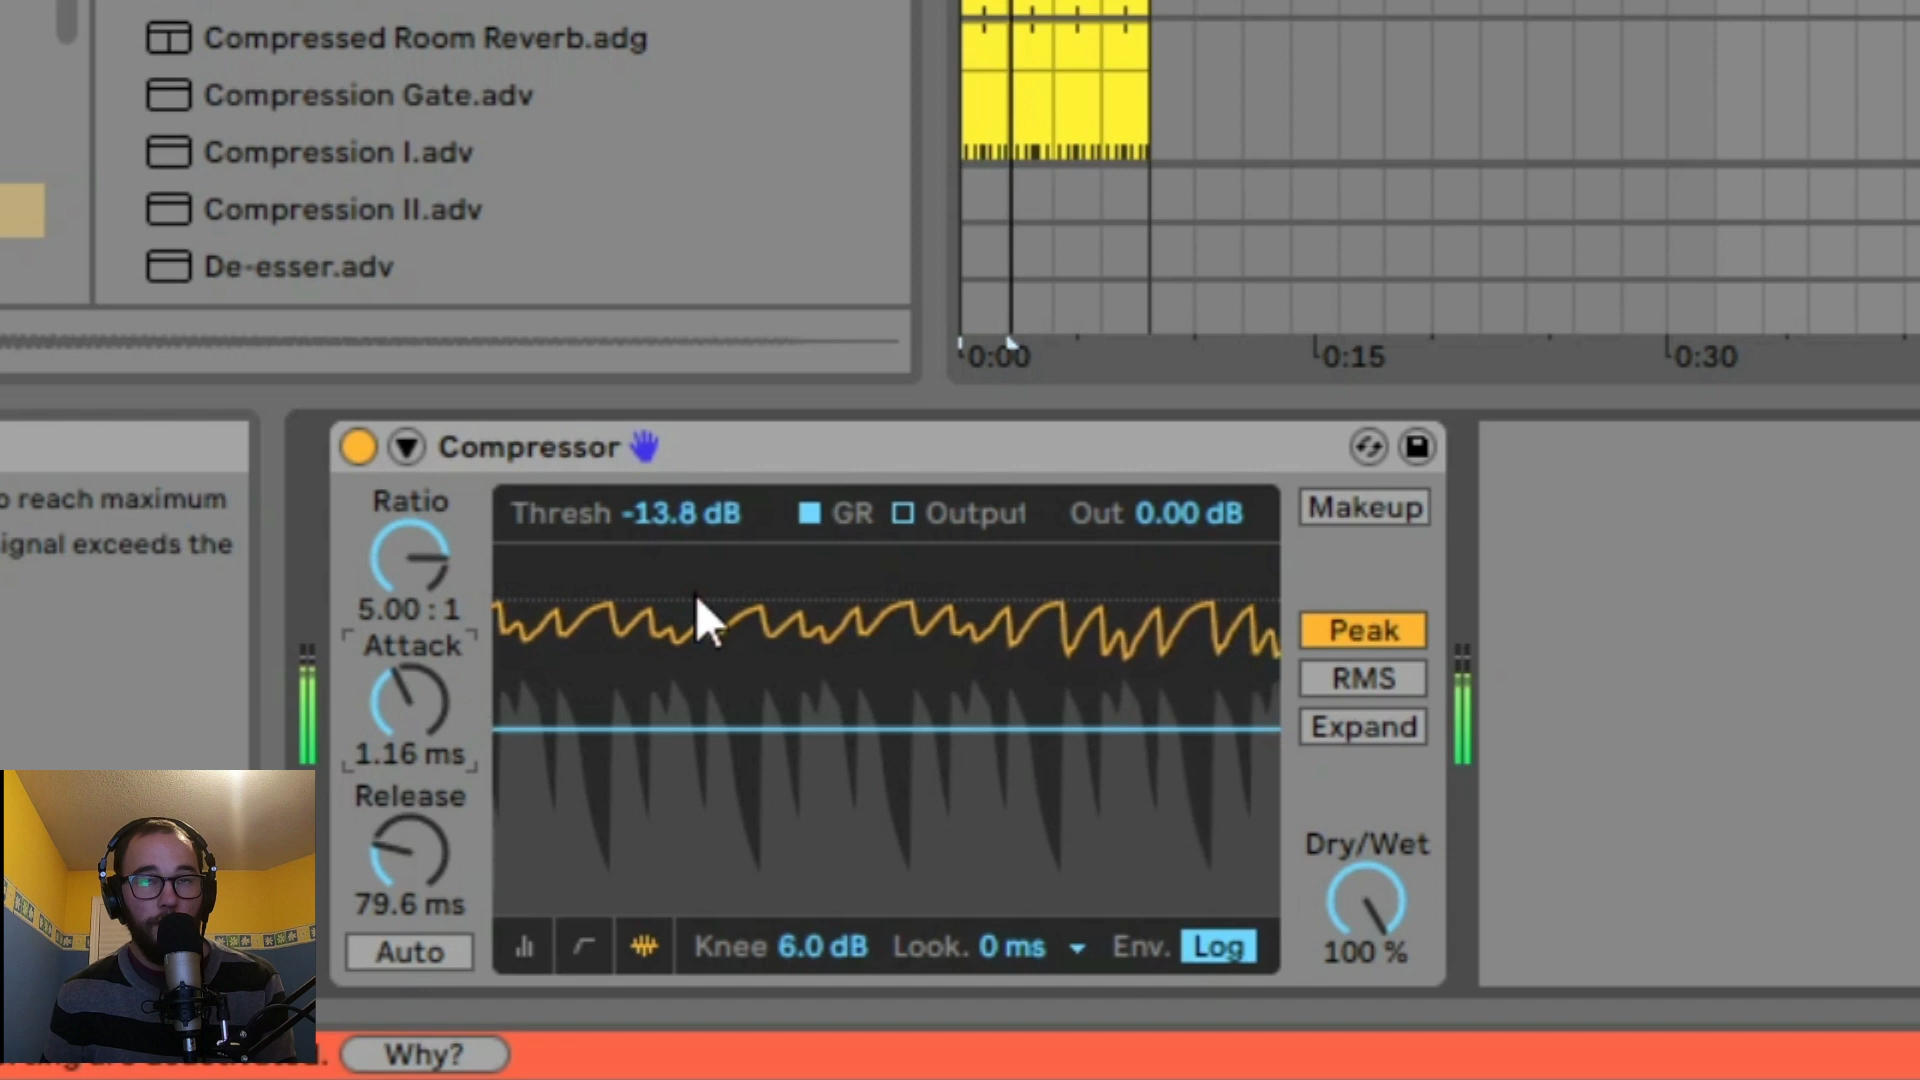 Compressed Room Reverb.adg
Compression Gate.adv
Compression I.adv
Compression II.adv
De-esser.adv
0:00
0:15
0:30
reach maximum
signal exceeds the
Compressor
Ratio
5.00 : 1
Attack
1.16 ms
Release
79.6 ms
Auto
Thresh -13.8 dB GR Output Out 0.00 dB
Knee 6.0 dB Look. 0 ms Env. Log
Makeup
Peak
RMS
Expand
Dry/Wet
100 %
Why?